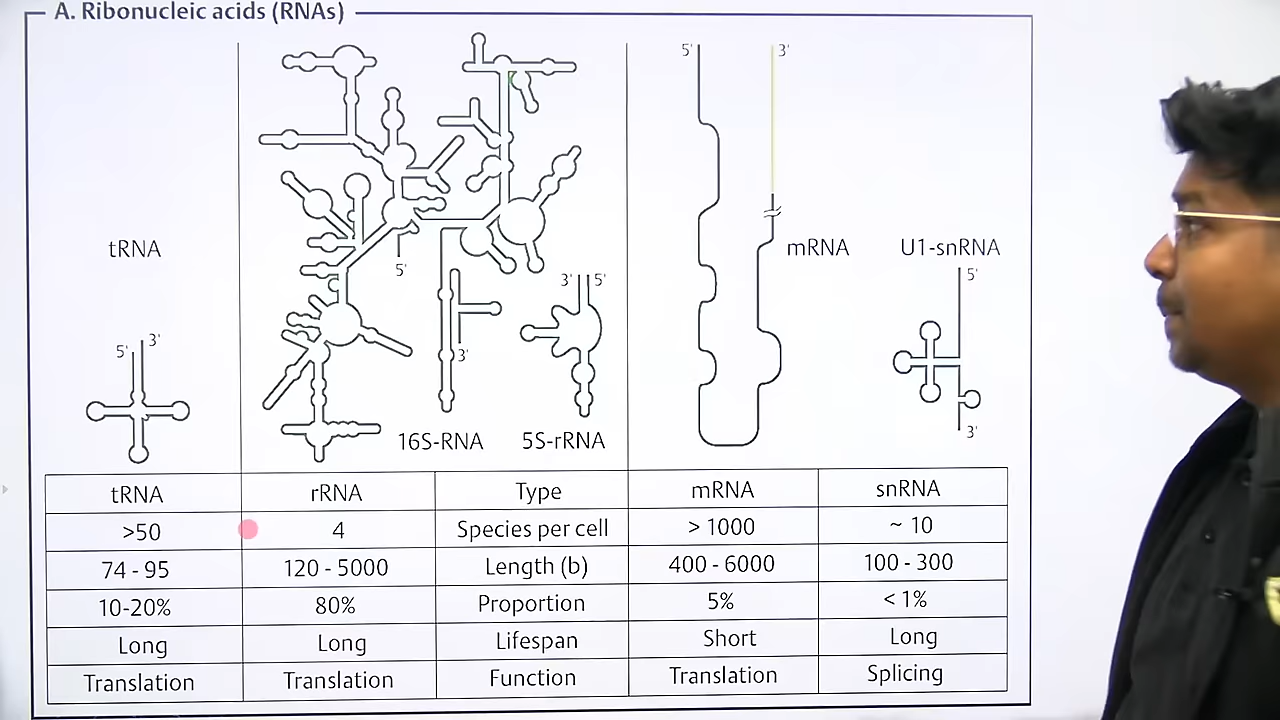 A. Ribonucleic acids (RNAs)
5'
3'
tRNA
mRNA
U1-snRNA
5'
5'
3'
5'
3'
5'
3'
3'
16S-RNA
5S-rRNA
tRNA rRNA Type mRNA snRNA
>50 4 Species per cell > 1000 ~ 10
74 - 95 120 - 5000 Length (b) 400 - 6000 100 - 300
10-20% 80% Proportion 5% < 1%
Long Long Lifespan Short Long
Translation Translation Function Translation Splicing